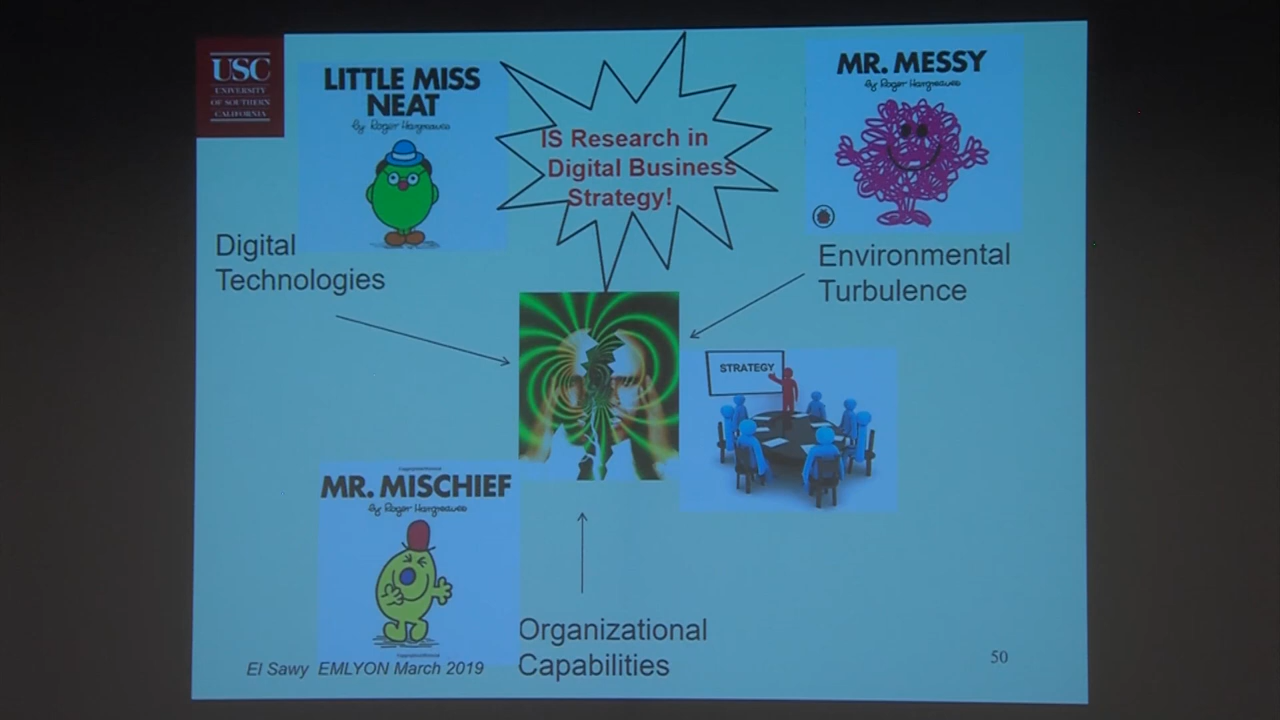 USC
UNIVERSITY
OF SOUTHERN
CALIFORNIA
LITTLE MISS
NEAT
by Roger Hargreaves
IS Research in
Digital Business
Strategy!
MR. MESSY
by Roger Hargreaves
Digital
Technologies
Environmental
Turbulence
STRATEGY
MR. MISCHIEF
by Roger Hargreaves
Organizational
Capabilities
El Sawy EMLYON March 2019
50